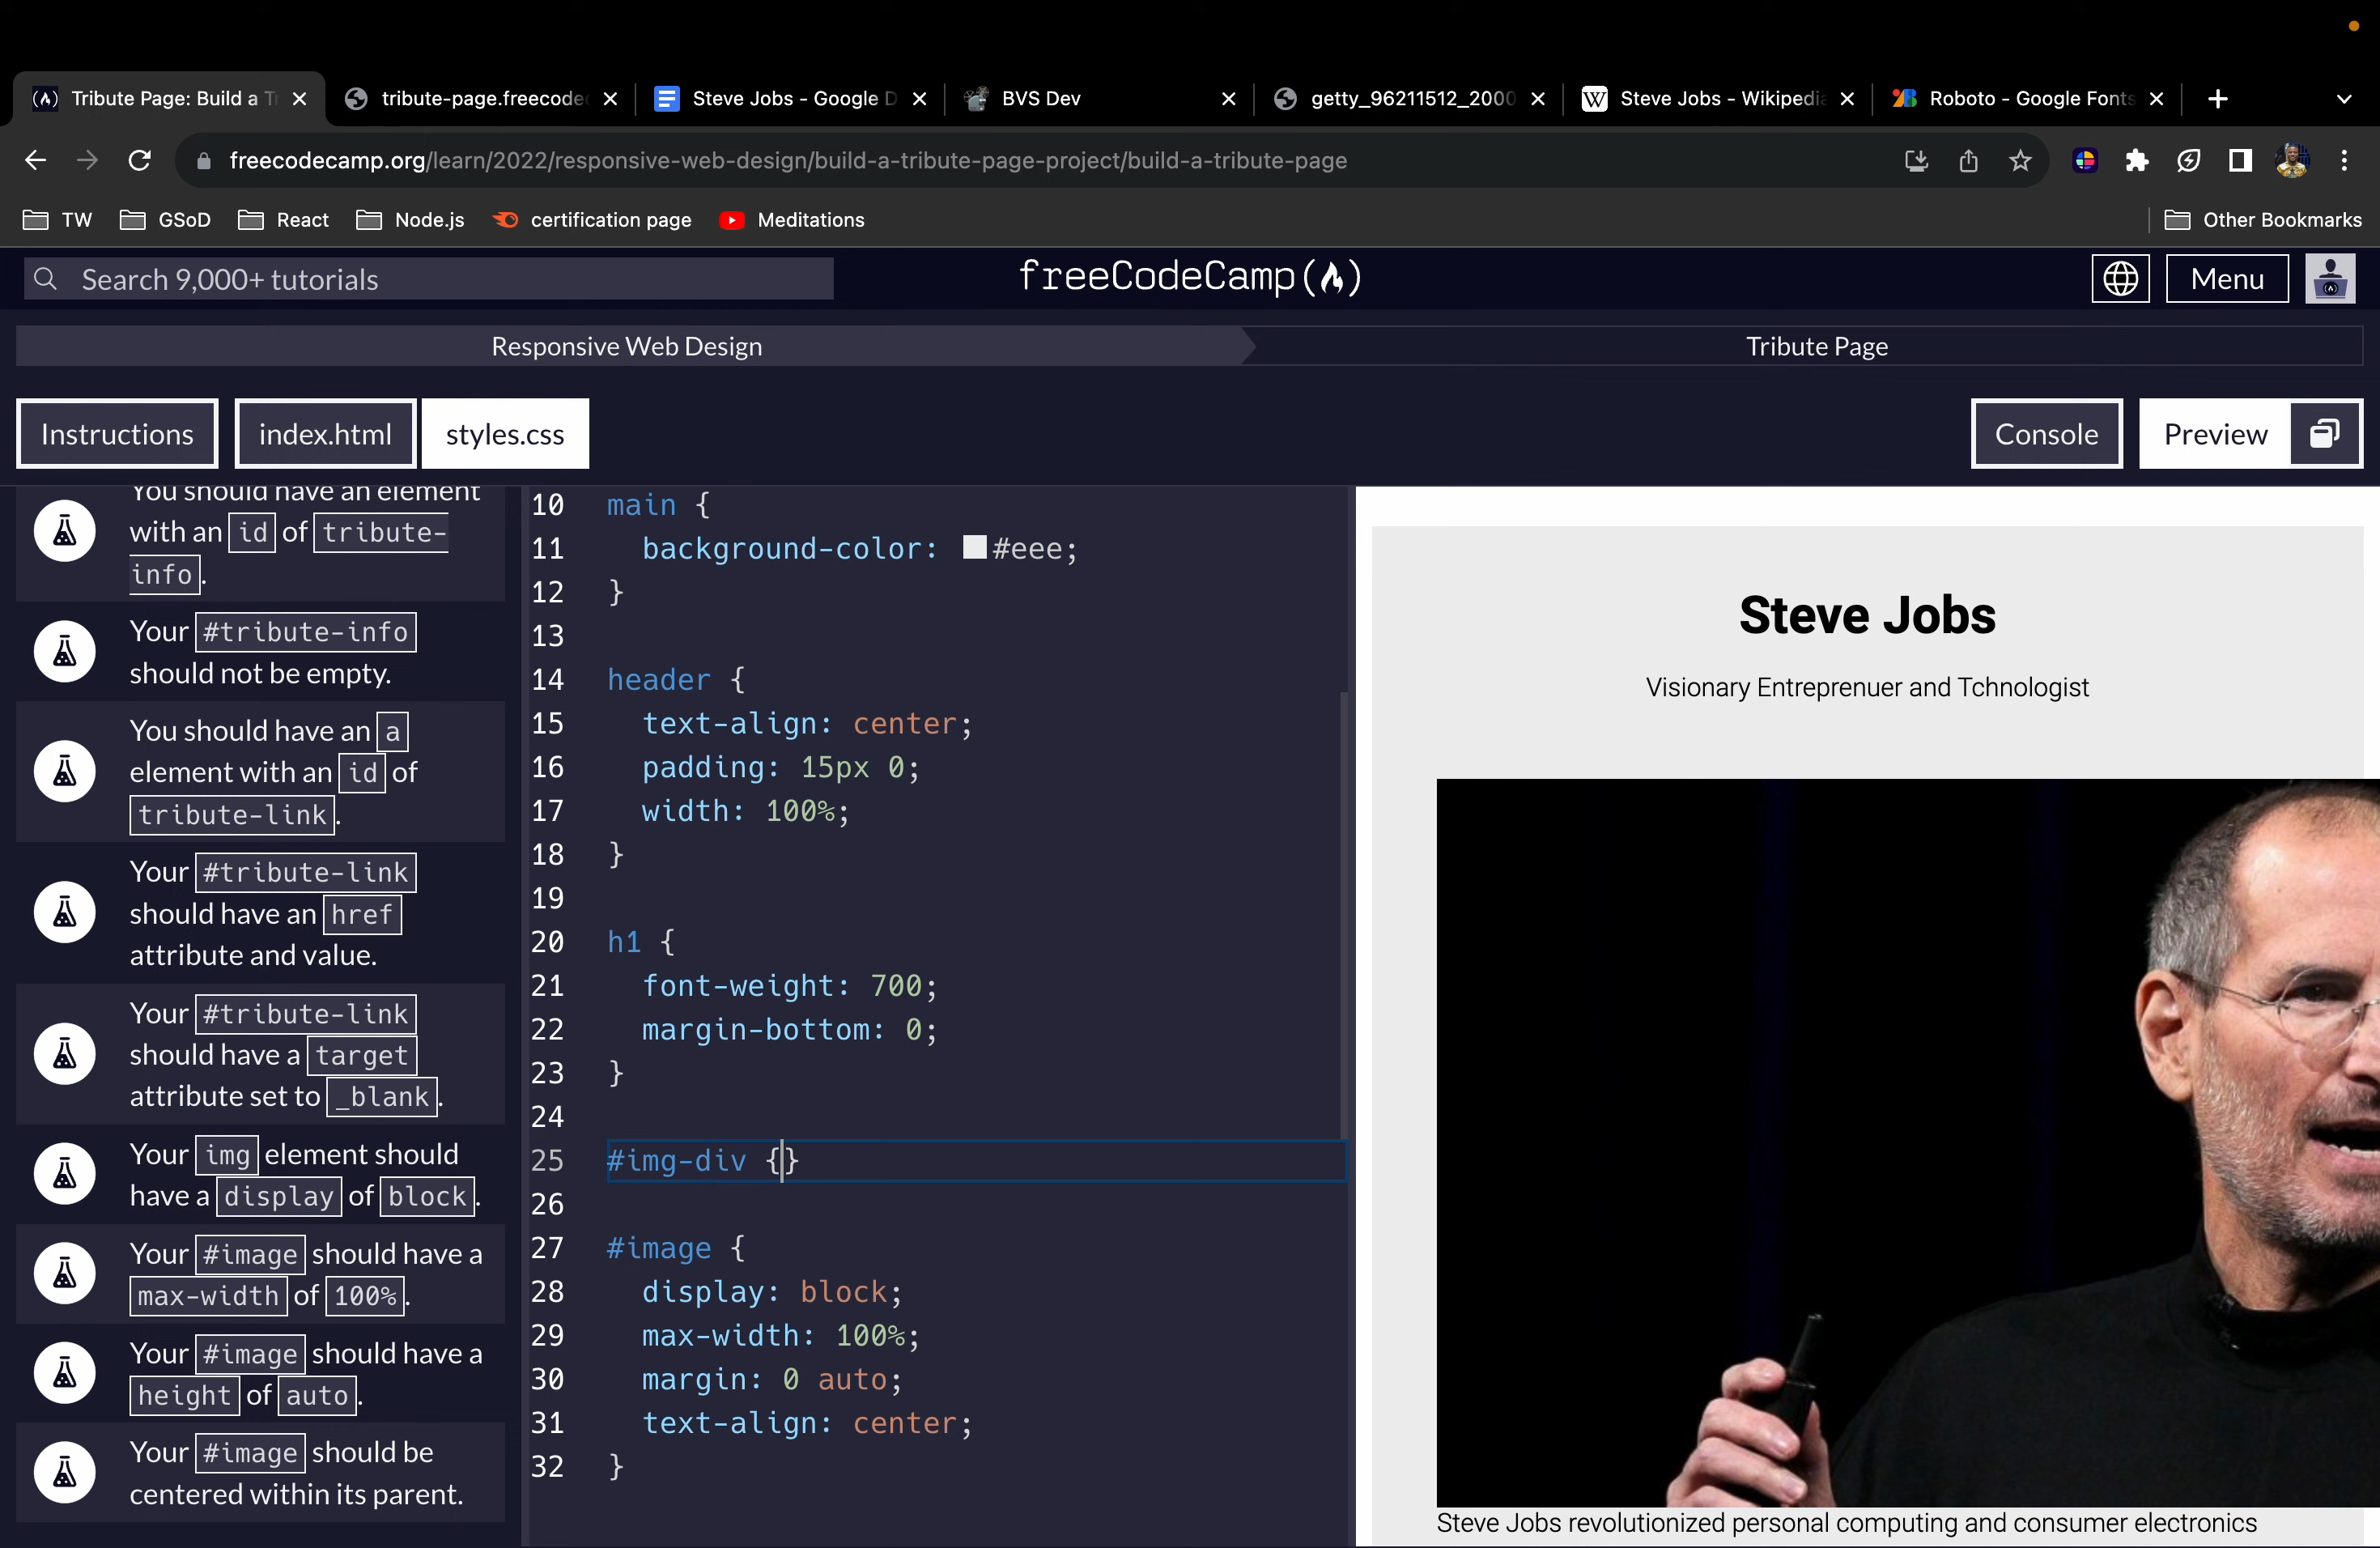 Tribute Page: Build a Tr
tribute-page.freecodec
Steve Jobs - Google D
BVS Dev
getty_96211512_2000
Steve Jobs - Wikipedia
Roboto - Google Fonts
freecodecamp.org/learn/2022/responsive-web-design/build-a-tribute-page-project/build-a-tribute-page
TW
GSoD
React
Node.js
certification page
Meditations
Other Bookmarks
Search 9,000+ tutorials
freeCodeCamp
Menu
Responsive Web Design
Tribute Page
Instructions
index.html
styles.css
Console
Preview
You should have an element
with an id of tribute-
info.
Your #tribute-info
should not be empty.
You should have an a
element with an id of
tribute-link.
Your #tribute-link
should have an href
attribute and value.
Your #tribute-link
should have a target
attribute set to _blank.
Your img element should
have a display of block.
Your #image should have a
max-width of 100%.
Your #image should have a
height of auto.
Your #image should be
centered within its parent.
10 main {
11 background-color: #eee;
12 }
13
14 header {
15 text-align: center;
16 padding: 15px 0;
17 width: 100%;
18 }
19
20 h1 {
21 font-weight: 700;
22 margin-bottom: 0;
23 }
24
25 #img-div {}
26
27 #image {
28 display: block;
29 max-width: 100%;
30 margin: 0 auto;
31 text-align: center;
32 }
Steve Jobs
Visionary Entreprenuer and Tchnologist
Steve Jobs revolutionized personal computing and consumer electronics